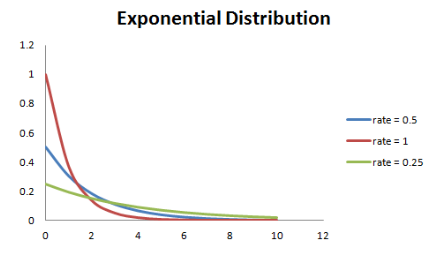 Exponential Distribution
1.2
1
0.8
0.6
0.4
0.2
0
0 2 4 6 8 10 12
rate = 0.5
rate = 1
rate = 0.25